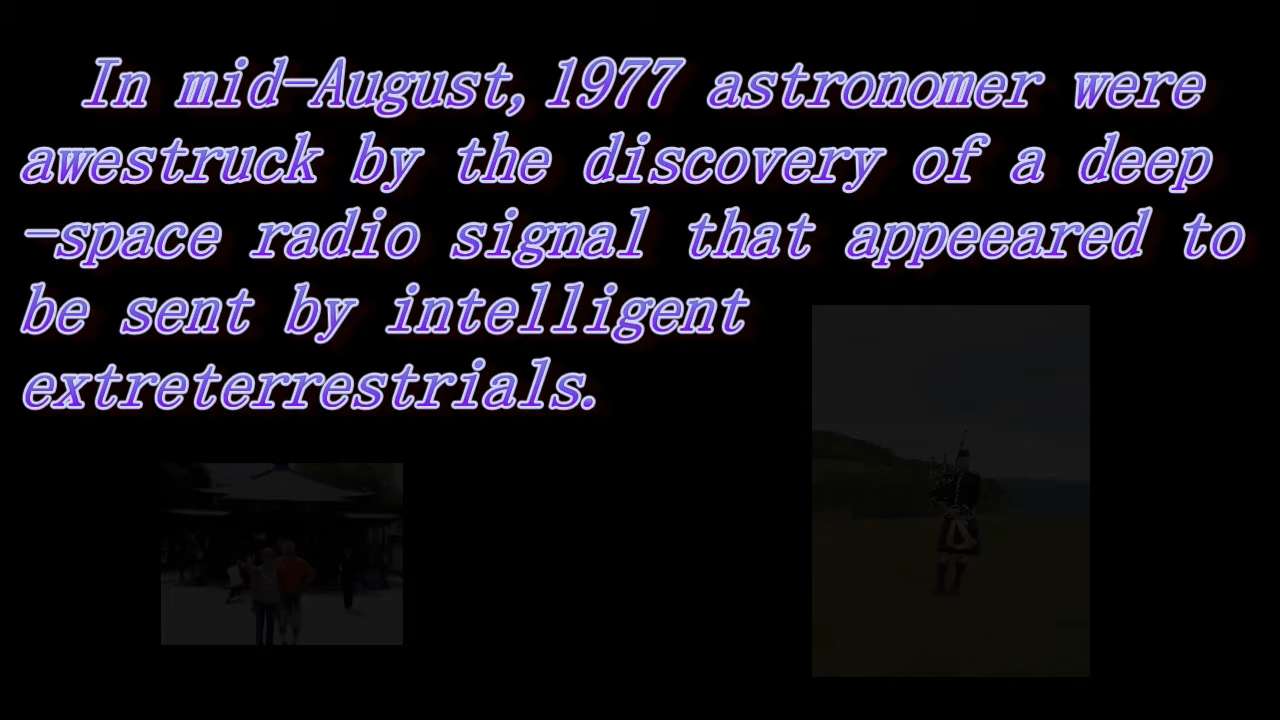 In mid-August,1977 astronomer were
awestruck by the discovery of a deep
-space radio signal that appeeared to
be sent by intelligent
extreterrestrials.